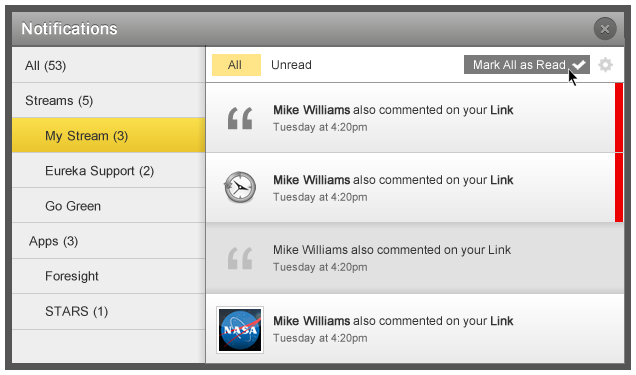 Notifications
All (53)
Streams (5)
My Stream (3)
Eureka Support (2)
Go Green
Apps (3)
Foresight
STARS (1)
All
Unread
Mark All as Read
Mike Williams also commented on your Link
Tuesday at 4:20pm
Mike Williams also commented on your Link
Tuesday at 4:20pm
Mike Williams also commented on your Link
Tuesday at 4:20pm
NASA
Mike Williams also commented on your Link
Tuesday at 4:20pm